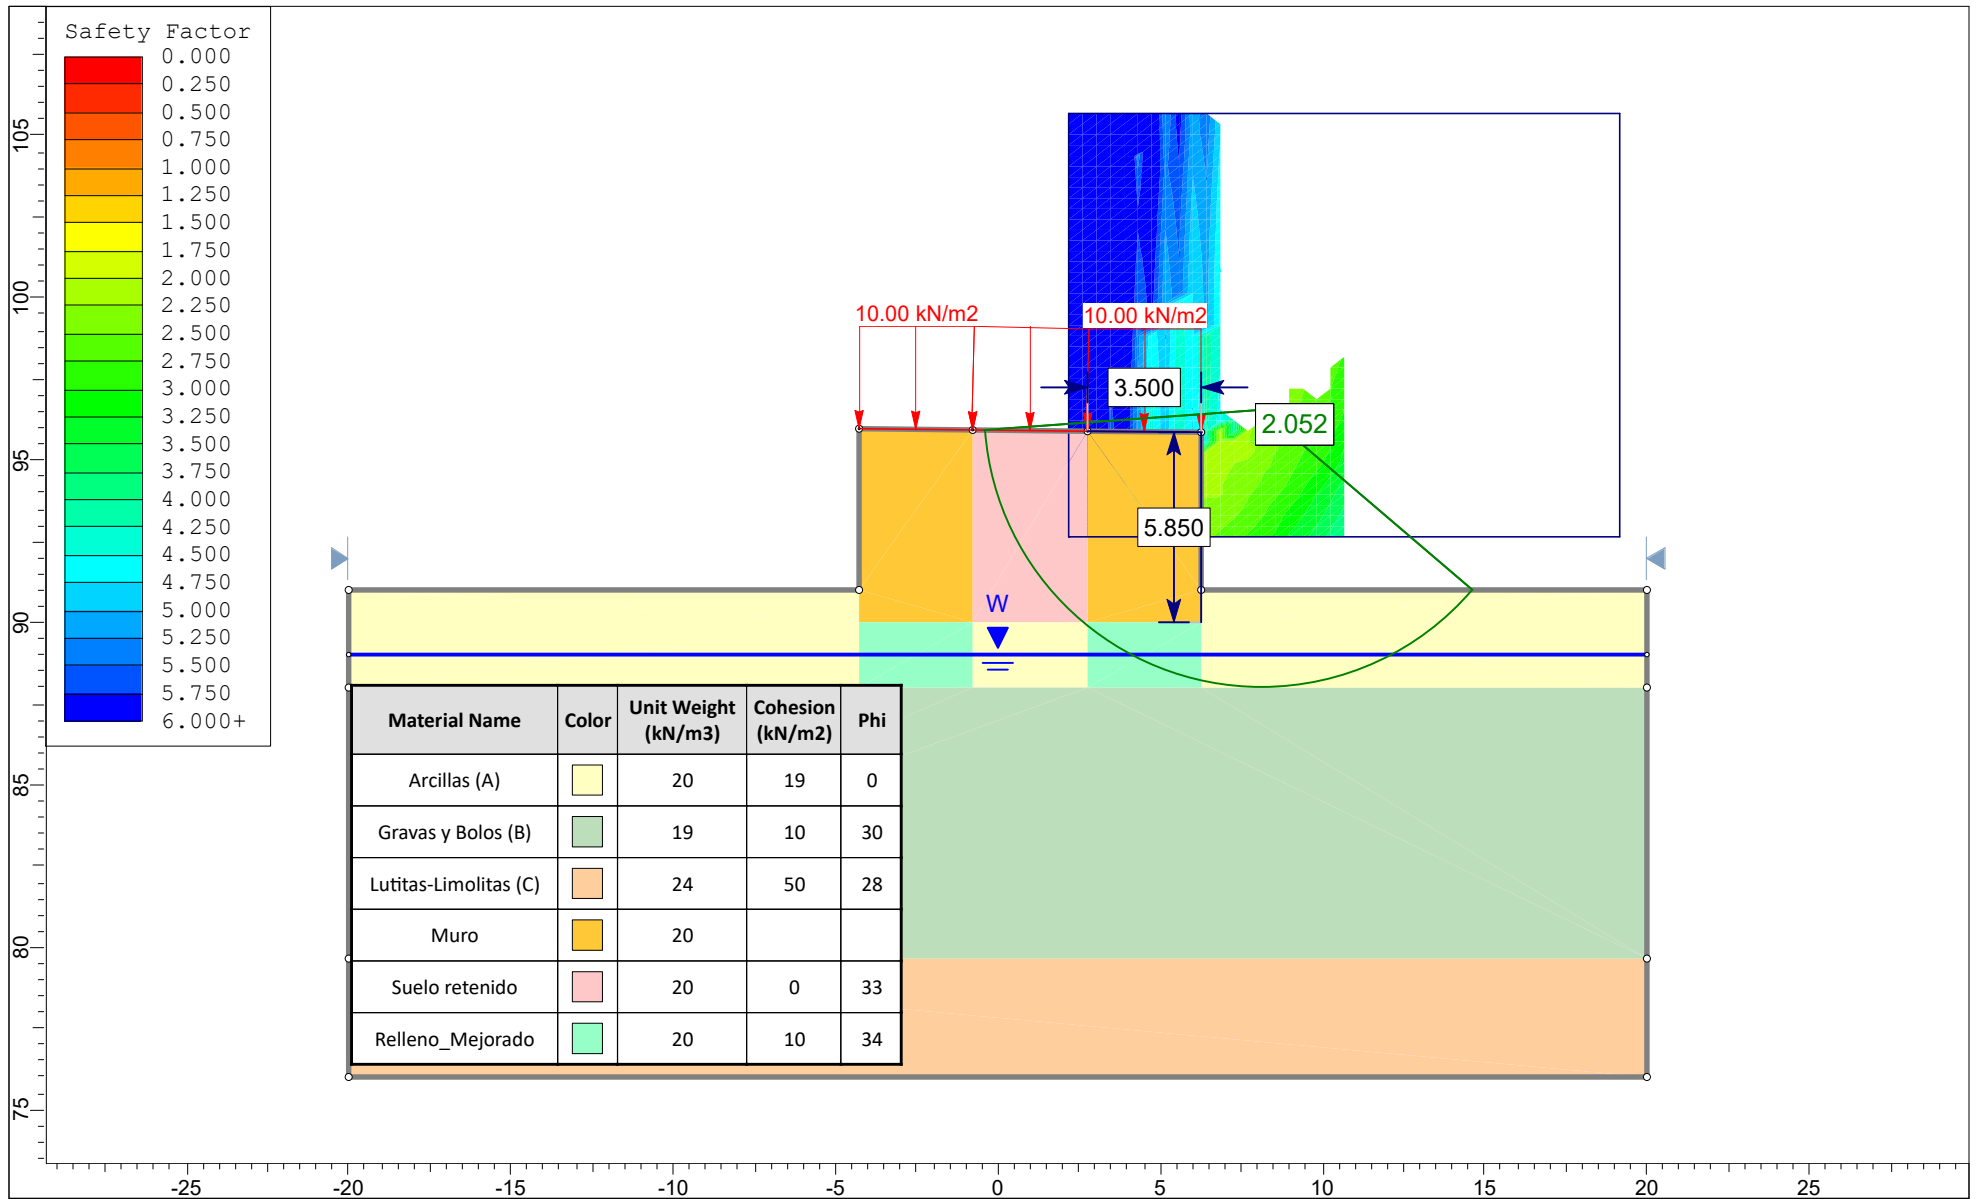 Safety Factor
0.000
0.250
0.500
0.750
1.000
1.250
1.500
1.750
2.000
2.250
2.500
2.750
3.000
3.250
3.500
3.750
4.000
4.250
4.500
4.750
5.000
5.250
5.500
5.750
6.000+
105
100
95
90
85
80
75
10.00 kN/m2
10.00 kN/m2
3.500
2.052
5.850
W
Material Name Color Unit Weight (kN/m3) Cohesion (kN/m2) Phi
Arcillas (A) 20 19 0
Gravas y Bolos (B) 19 10 30
Lutitas-Limolitas (C) 24 50 28
Muro 20
Suelo retenido 20 0 33
Relleno_Mejorado 20 10 34
-25 -20 -15 -10 -5 0 5 10 15 20 25